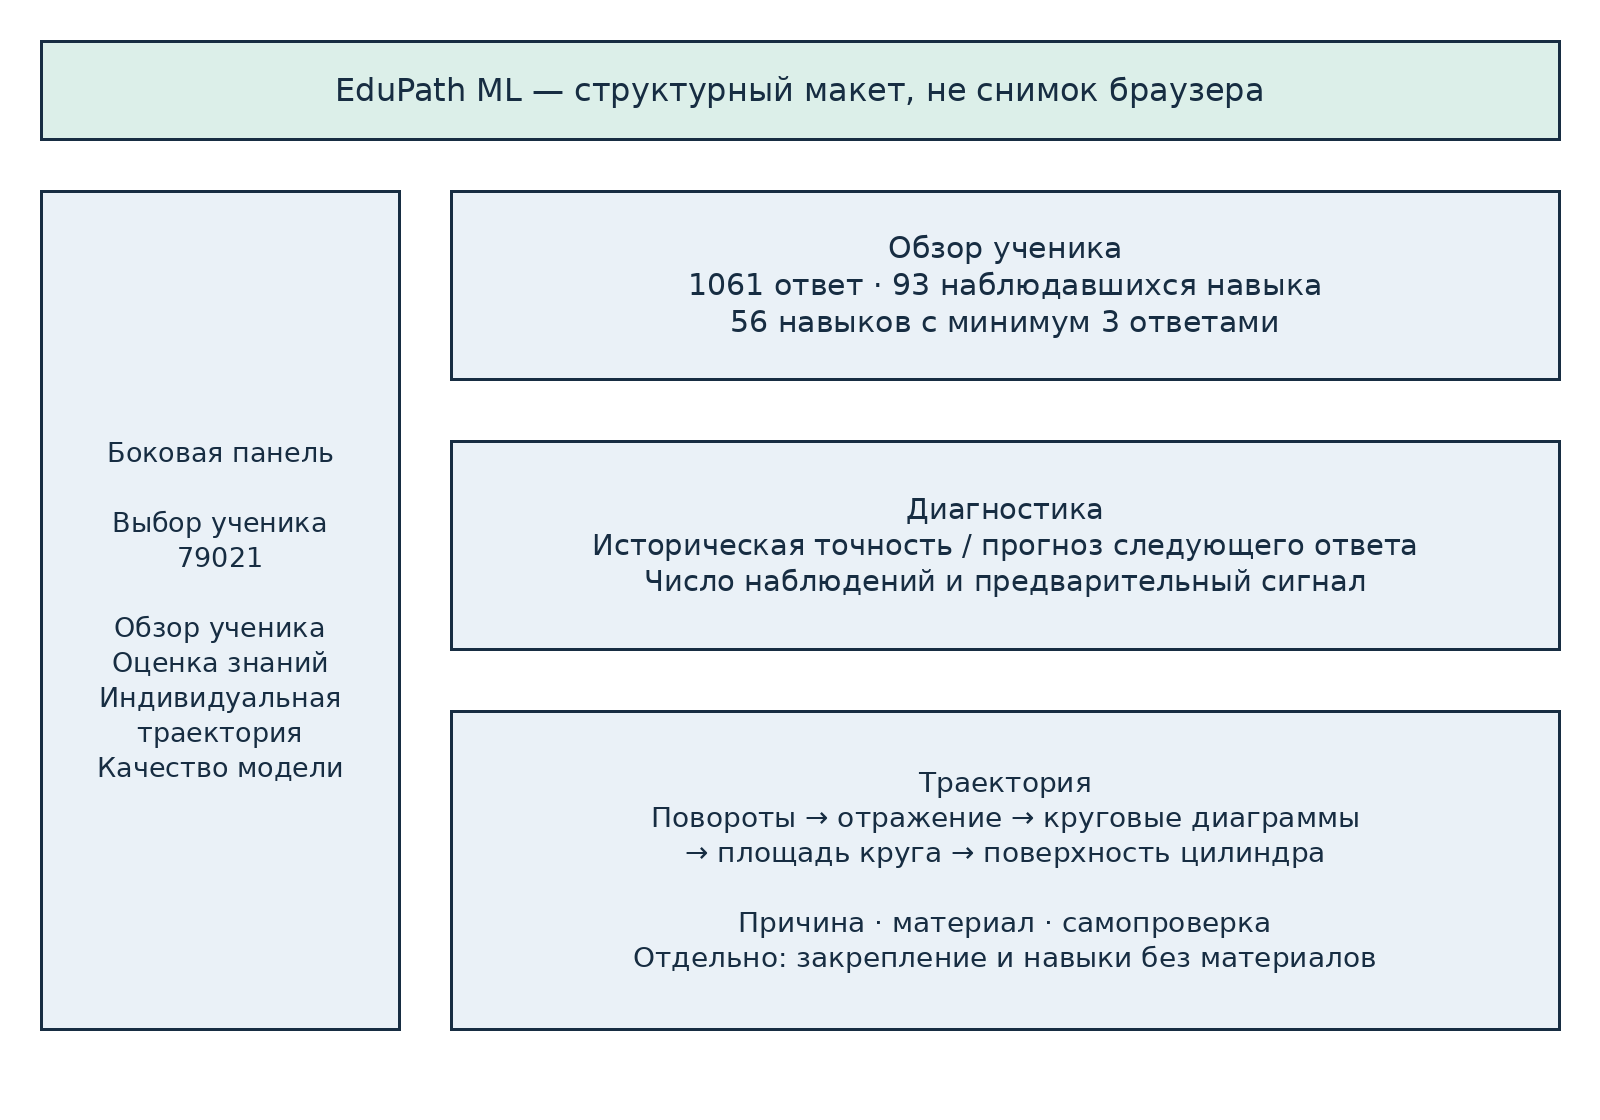 EduPath ML — структурный макет, не снимок браузера
Боковая панель
Выбор ученика
79021
Обзор ученика
Оценка знаний
Индивидуальная
траектория
Качество модели
Обзор ученика
1061 ответ · 93 наблюдавшихся навыка
56 навыков с минимум 3 ответами
Диагностика
Историческая точность / прогноз следующего ответа
Число наблюдений и предварительный сигнал
Траектория
Повороты → отражение → круговые диаграммы
→ площадь круга → поверхность цилиндра
Причина · материал · самопроверка
Отдельно: закрепление и навыки без материалов